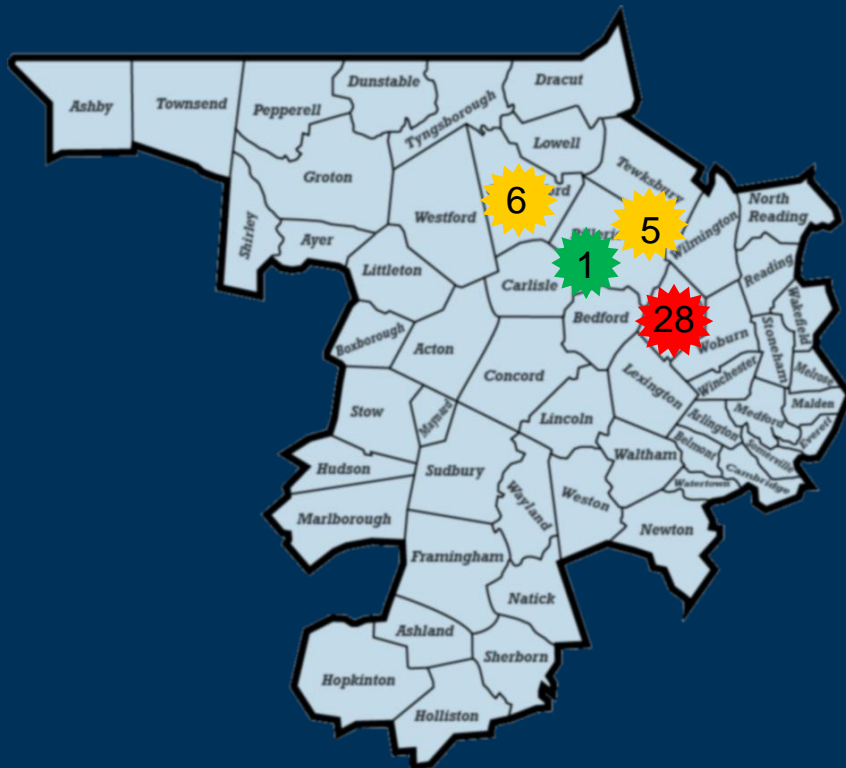 Dracut
Dunstable
Ashby
Townsend
Pepperell
Tyngsborough
Lowell
Tewksbury
Groton
6
North
Reading
Westford
5
Wilmington
Shirley
Ayer
Littleton
1
Carlisle
Reading
Bedford
28
Wakefield
Boxborough
Acton
Woburn
Stoneham
Concord
Winchester
Melrose
Lexington
Stow
Maynard
Lincoln
Arlington
Medford
Malden
Everett
Hudson
Sudbury
Waltham
Belmont
Somerville
Cambridge
Watertown
Wayland
Weston
Marlborough
Newton
Framingham
Natick
Ashland
Sherborn
Hopkinton
Holliston